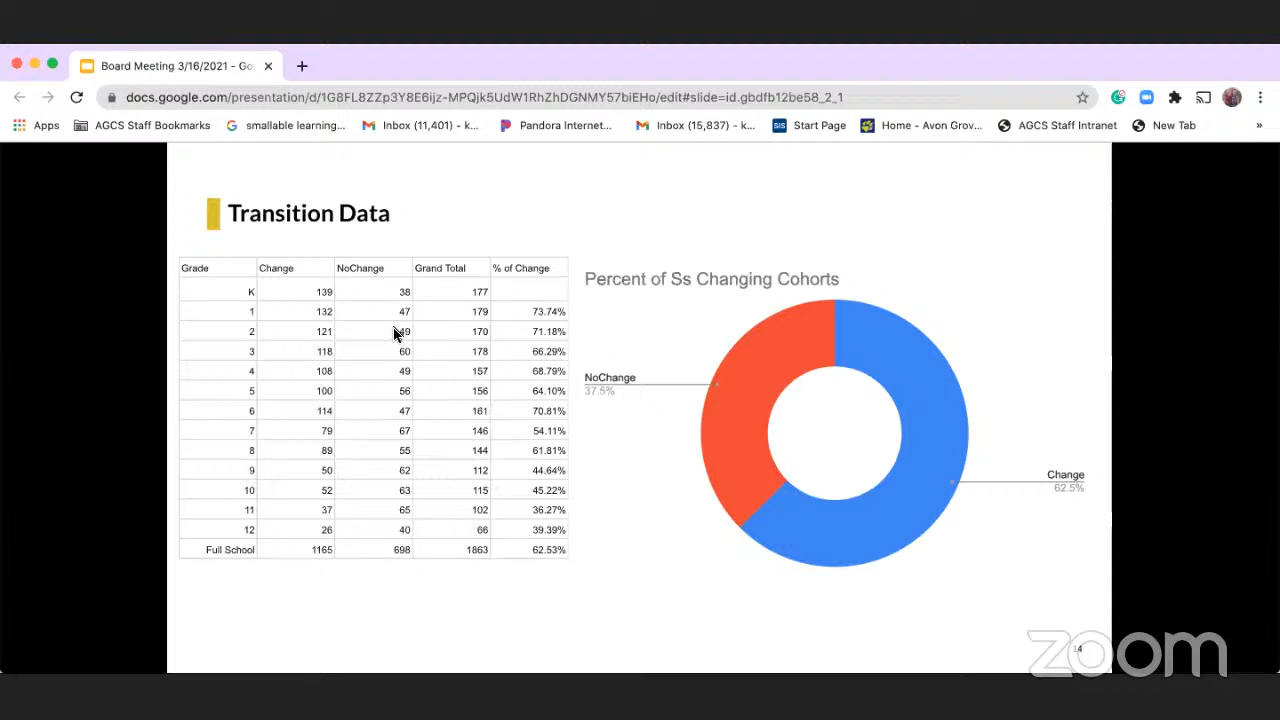 Board Meeting 3/16/2021 - Go
docs.google.com/presentation/d/1G8FL8ZZp3Y8E6ijz-MPQjk5UdW1RhZhDGNMY57biEHo/edit#slide=id.gbdfb12be58_2_1
Apps AGCS Staff Bookmarks smallable learning... Inbox (11,401) - k... Pandora Internet... Inbox (15,837) - k... SIS Start Page Home - Avon Grov... AGCS Staff Intranet New Tab »
Transition Data
Grade Change NoChange Grand Total % of Change
K 139 38 177
1 132 47 179 73.74%
2 121 49 170 71.18%
3 118 60 178 66.29%
4 108 49 157 68.79%
5 100 56 156 64.10%
6 114 47 161 70.81%
7 79 67 146 54.11%
8 89 55 144 61.81%
9 50 62 112 44.64%
10 52 63 115 45.22%
11 37 65 102 36.27%
12 26 40 66 39.39%
Full School 1165 698 1863 62.53%
Percent of Ss Changing Cohorts
NoChange
37.5%
Change
62.5%
14
zoom